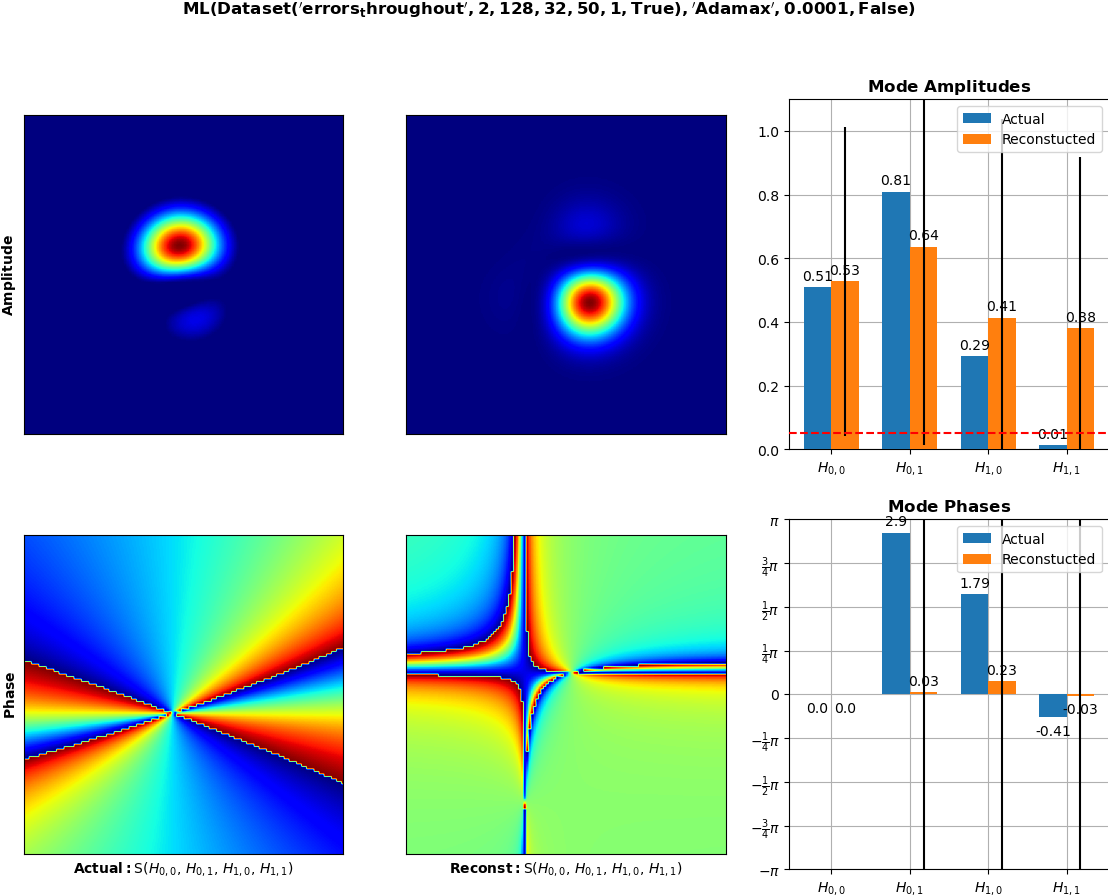 ML(Dataset('errors_throughout', 2, 128, 32, 50, 1, True), 'Adamax', 0.0001, False)
Mode Amplitudes
Amplitude
1.0
0.8
0.6
0.4
0.2
0.0
Actual
Reconstucted
0.51
0.53
0.81
0.64
0.29
0.41
0.01
0.38
H0,0
H0,1
H1,0
H1,1
Mode Phases
Phase
π
3/4π
1/2π
1/4π
0
−1/4π
−1/2π
−3/4π
−π
Actual
Reconstucted
0.0
0.0
2.9
0.03
1.79
0.23
-0.41
-0.03
H0,0
H0,1
H1,0
H1,1
Actual: S(H0,0, H0,1, H1,0, H1,1)
Reconst: S(H0,0, H0,1, H1,0, H1,1)